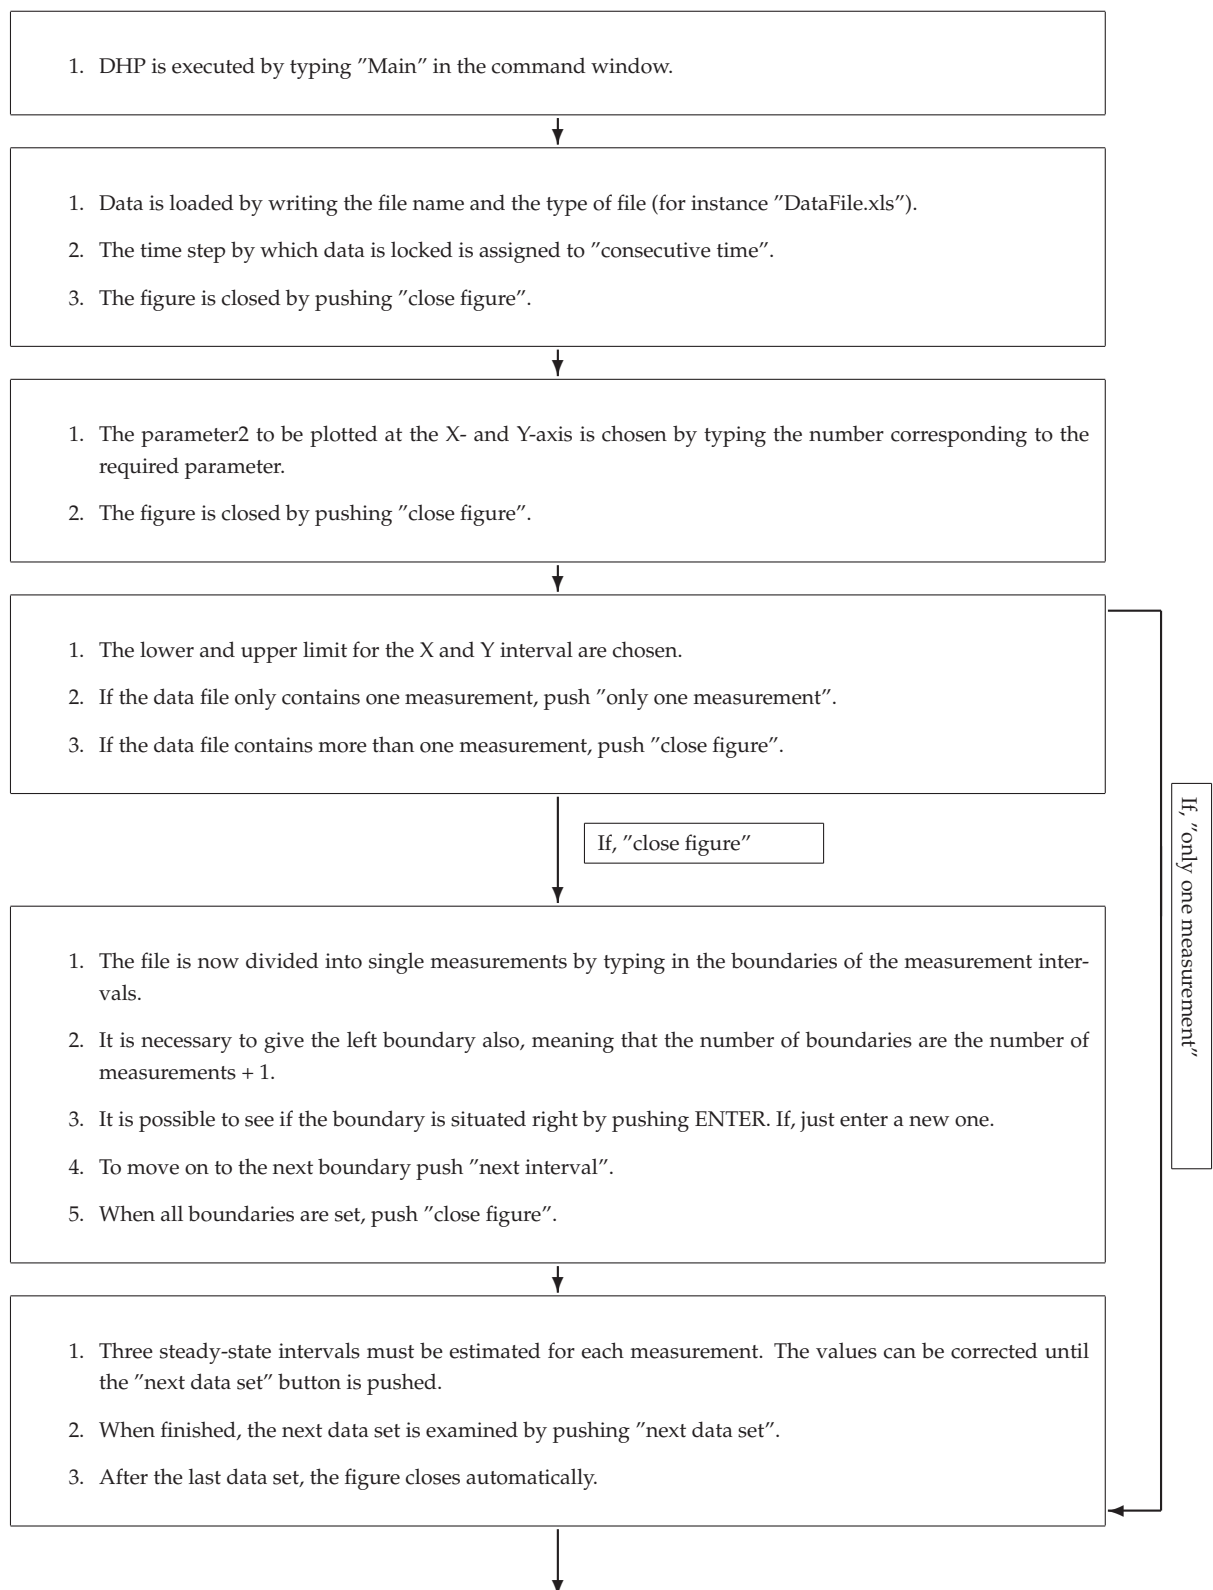 1. DHP is executed by typing ”Main” in the command window.
1. Data is loaded by writing the file name and the type of file (for instance ”DataFile.xls”).
2. The time step by which data is locked is assigned to ”consecutive time”.
3. The figure is closed by pushing ”close figure”.
1. The parameter2 to be plotted at the X- and Y-axis is chosen by typing the number corresponding to the
required parameter.
2. The figure is closed by pushing ”close figure”.
1. The lower and upper limit for the X and Y interval are chosen.
2. If the data file only contains one measurement, push ”only one measurement”.
3. If the data file contains more than one measurement, push ”close figure”.
If, ”close figure”
If, ”only one measurement”
1. The file is now divided into single measurements by typing in the boundaries of the measurement inter-
vals.
2. It is necessary to give the left boundary also, meaning that the number of boundaries are the number of
measurements + 1.
3. It is possible to see if the boundary is situated right by pushing ENTER. If, just enter a new one.
4. To move on to the next boundary push ”next interval”.
5. When all boundaries are set, push ”close figure”.
1. Three steady-state intervals must be estimated for each measurement. The values can be corrected until
the ”next data set” button is pushed.
2. When finished, the next data set is examined by pushing ”next data set”.
3. After the last data set, the figure closes automatically.